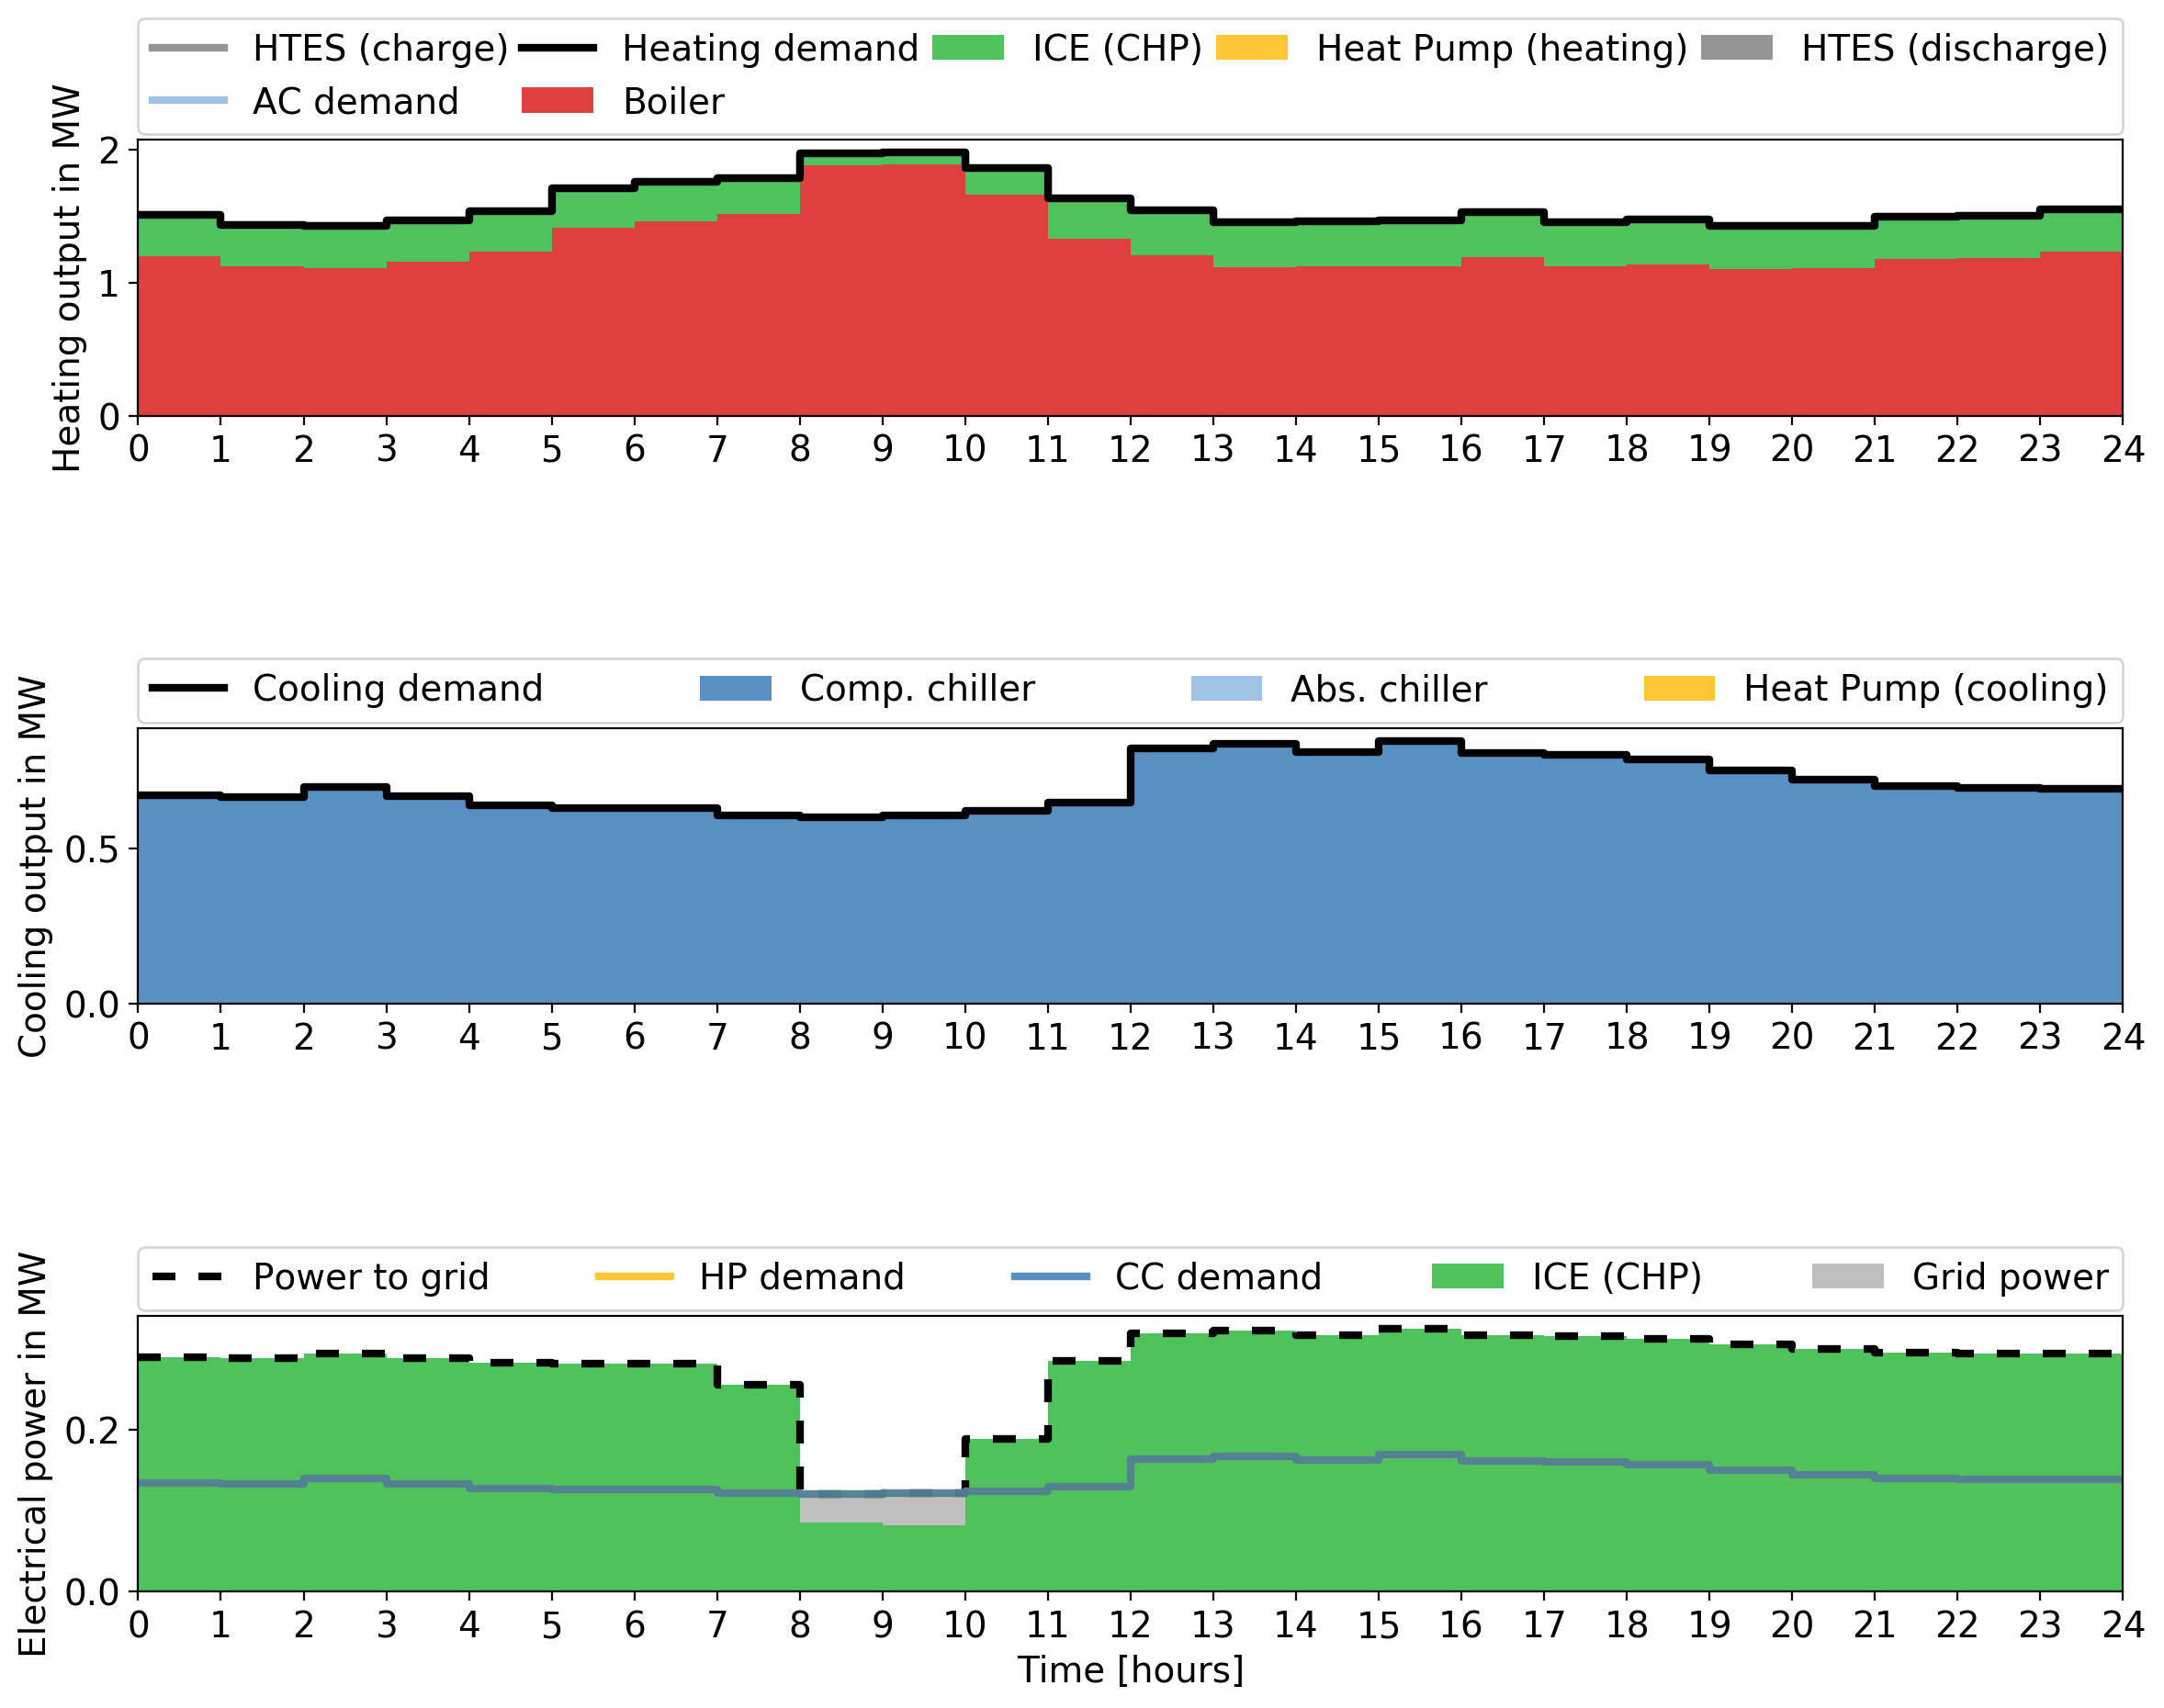 HTES (charge) Heating demand ICE (CHP) Heat Pump (heating) HTES (discharge)
AC demand Boiler
Heating output in MW
2
1
0
0 1 2 3 4 5 6 7 8 9 10 11 12 13 14 15 16 17 18 19 20 21 22 23 24
Cooling demand Comp. chiller Abs. chiller Heat Pump (cooling)
Cooling output in MW
0.5
0.0
0 1 2 3 4 5 6 7 8 9 10 11 12 13 14 15 16 17 18 19 20 21 22 23 24
Power to grid HP demand CC demand ICE (CHP) Grid power
Electrical power in MW
0.2
0.0
0 1 2 3 4 5 6 7 8 9 10 11 12 13 14 15 16 17 18 19 20 21 22 23 24
Time [hours]